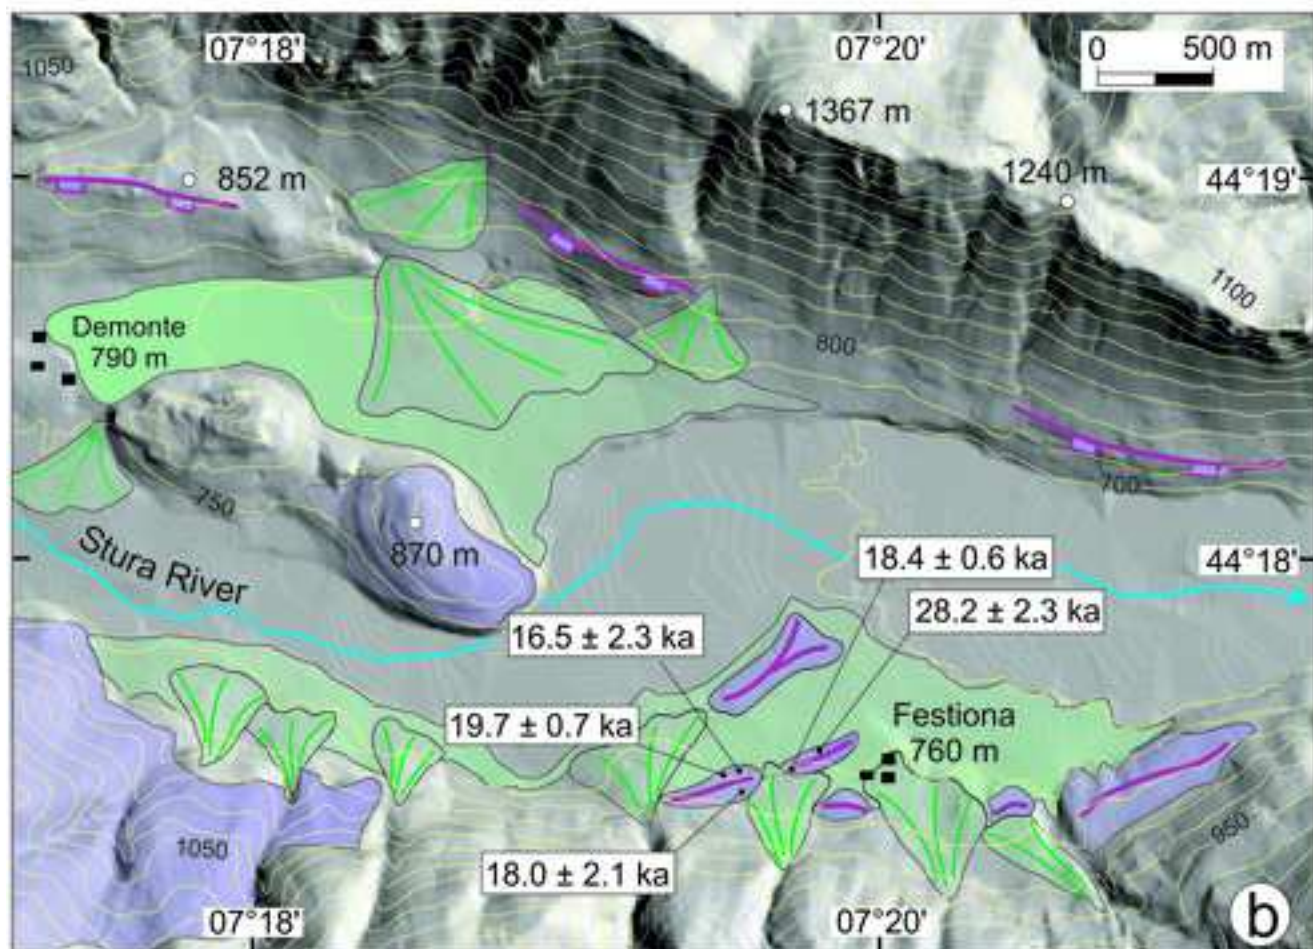 07°18'
07°20'
0 500 m
1050
1367 m
852 m
1240 m
44°19'
1100
Demonte
790 m
800
750
700
Stura River
870 m
18.4 ± 0.6 ka
44°18'
28.2 ± 2.3 ka
16.5 ± 2.3 ka
19.7 ± 0.7 ka
Festiona
760 m
1050
950
18.0 ± 2.1 ka
07°18'
07°20'
b